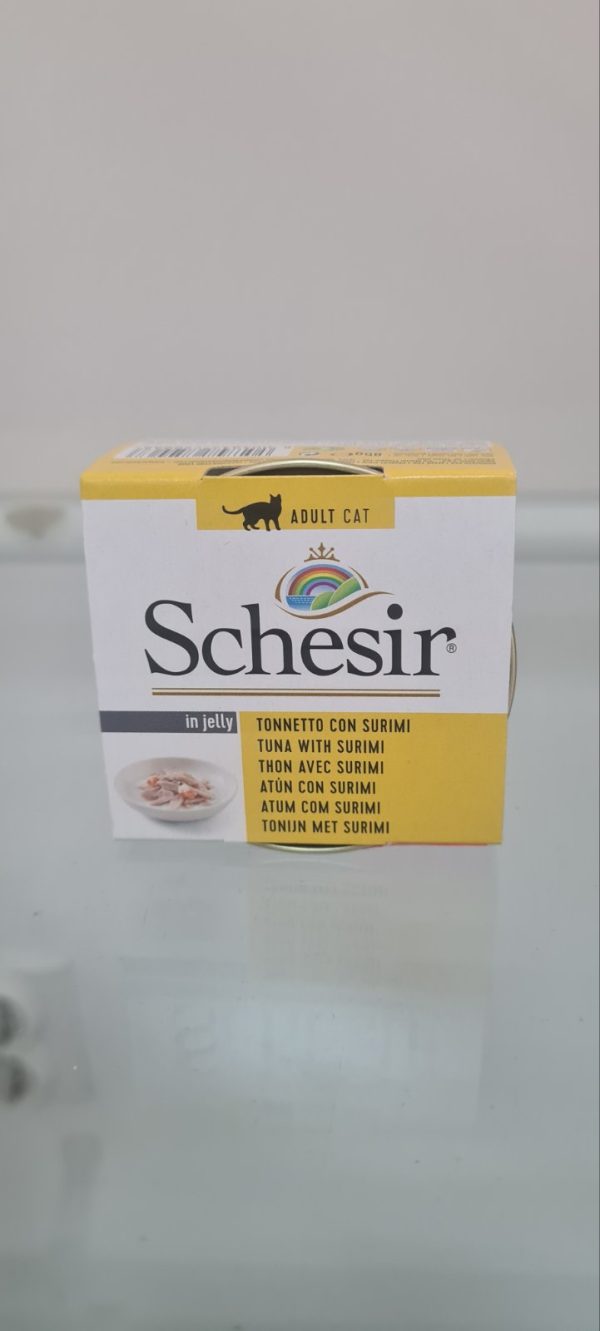 85g
ADULT CAT
Schesir®
in jelly
TONNETTO CON SURIMI
TUNA WITH SURIMI
THON AVEC SURIMI
ATÚN CON SURIMI
ATUM COM SURIMI
TONIJN MET SURIMI